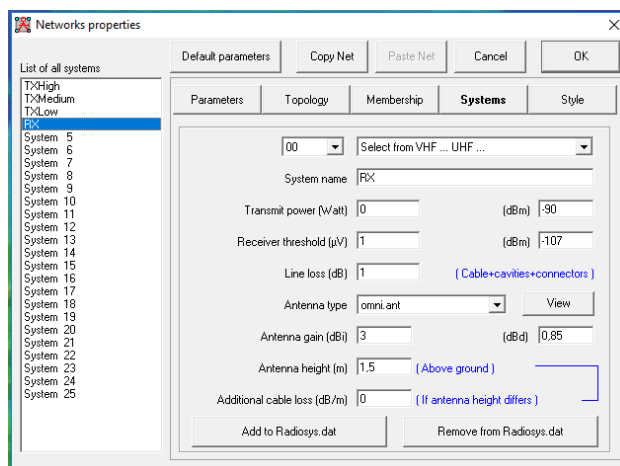 Networks properties
Default parameters Copy Net Paste Net Cancel OK
List of all systems
TXHigh
TXMedium
TXLow
RX
System 5
System 6
System 7
System 8
System 9
System 10
System 11
System 12
System 13
System 14
System 15
System 16
System 17
System 18
System 19
System 20
System 21
System 22
System 23
System 24
System 25
Parameters Topology Membership Systems Style
00 Select from VHF ... UHF ...
System name RX
Transmit power (Watt) 0 (dBm) -90
Receiver threshold (µV) 1 (dBm) -107
Line loss (dB) 1 ( Cable+cavities+connectors )
Antenna type omni.ant View
Antenna gain (dBi) 3 (dBd) 0,85
Antenna height (m) 1,5 ( Above ground )
Additional cable loss (dB/m) 0 ( If antenna height differs )
Add to Radiosys.dat Remove from Radiosys.dat